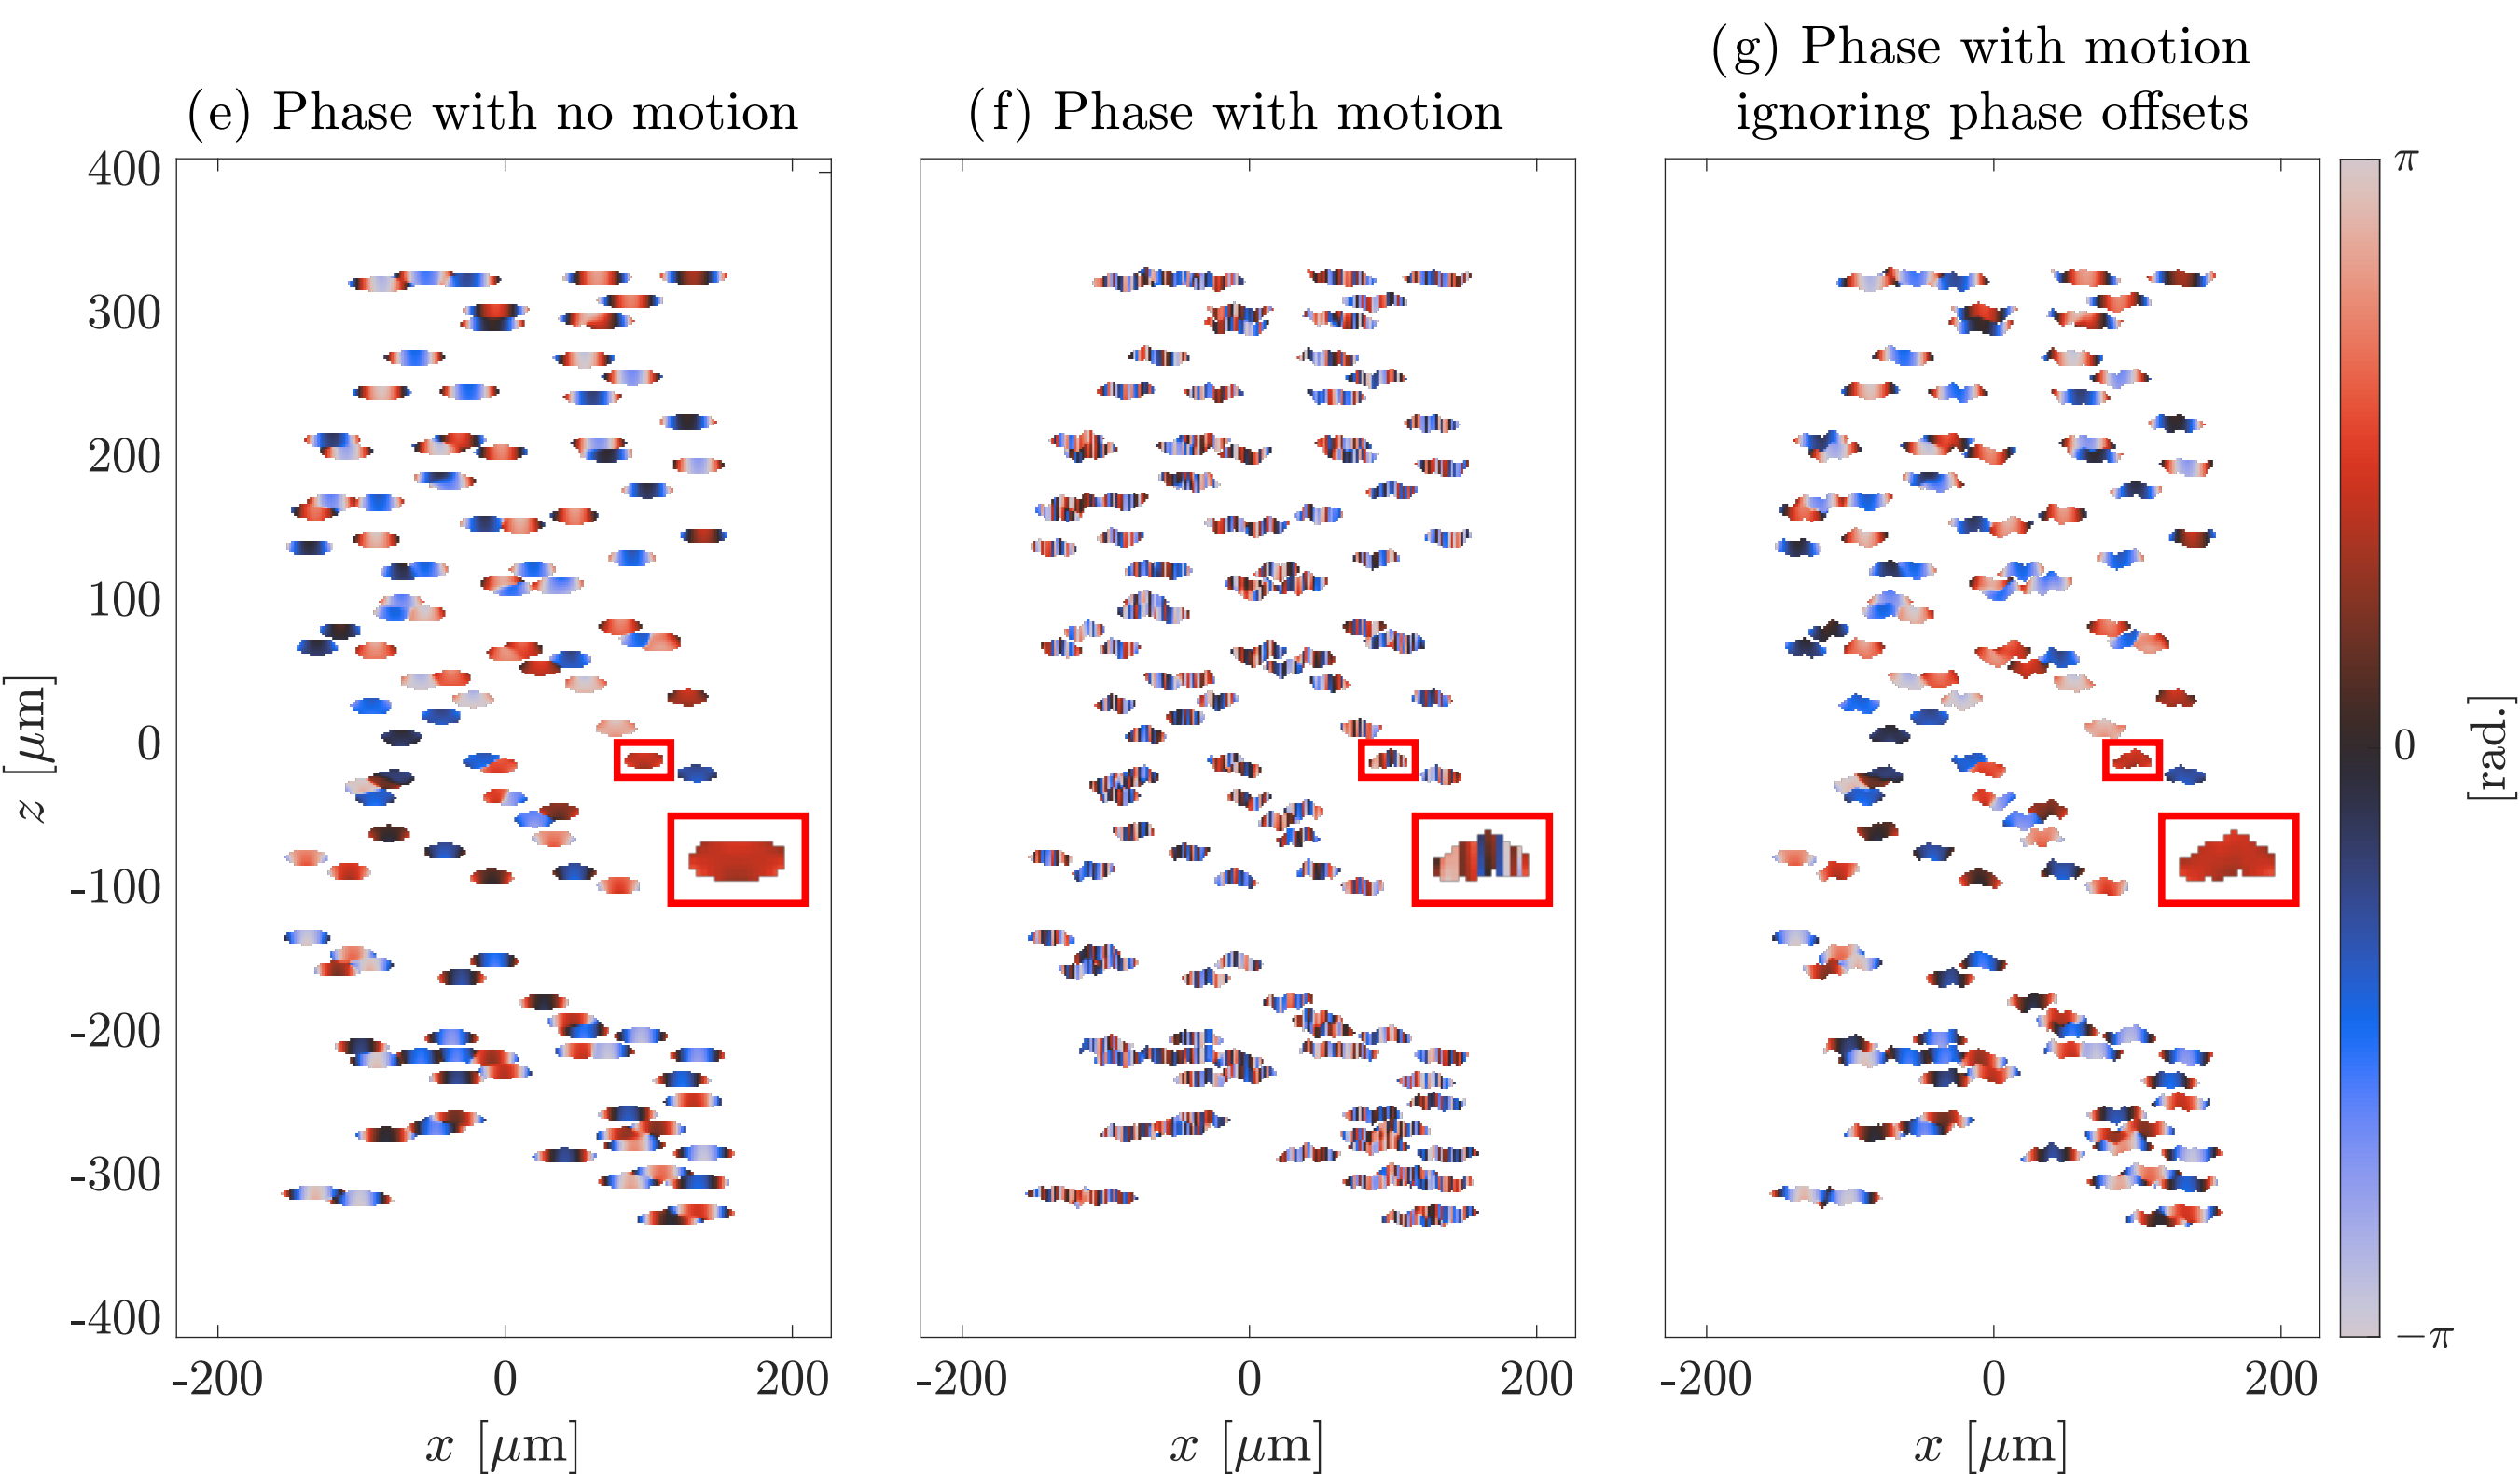 (e) Phase with no motion
(f) Phase with motion
(g) Phase with motion
ignoring phase offsets
z [μm]
400
300
200
100
0
-100
-200
-300
-400
-200 0 200
x [μm]
-200 0 200
x [μm]
-200 0 200
x [μm]
π
0
−π
[rad.]